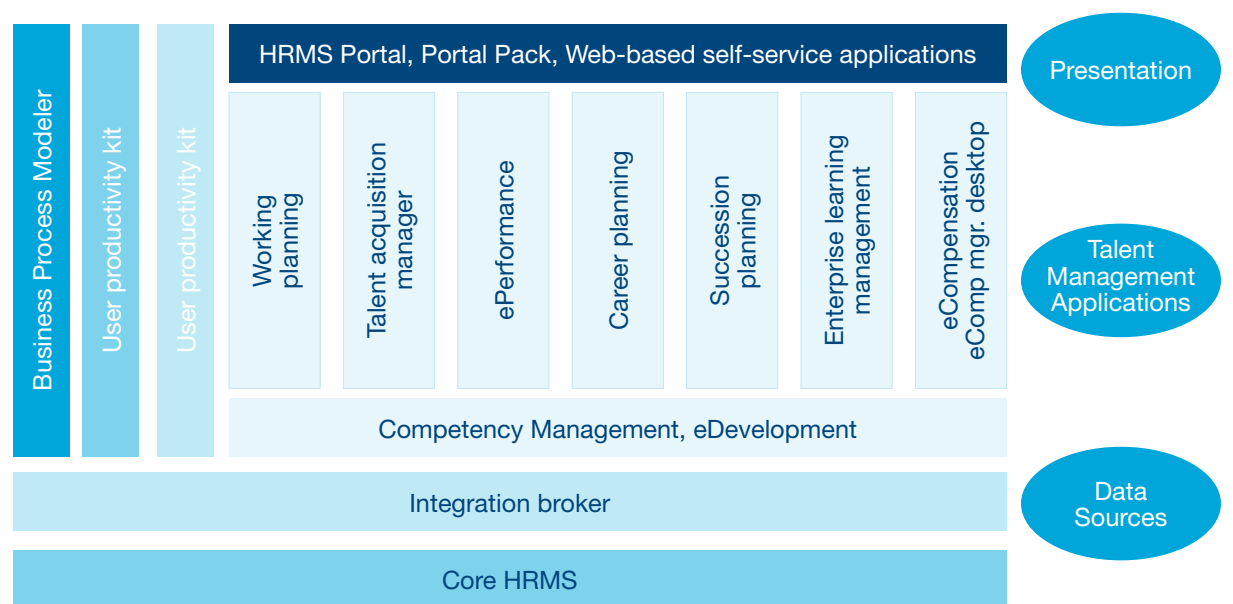 HRMS Portal, Portal Pack, Web-based self-service applications
Presentation
Business Process Modeler
User productivity kit
User productivity kit
Working
planning
Talent acquisition
manager
ePerformance
Career planning
Succession
planning
Enterprise learning
management
eCompensation
eComp mgr. desktop
Talent
Management
Applications
Competency Management, eDevelopment
Integration broker
Data
Sources
Core HRMS